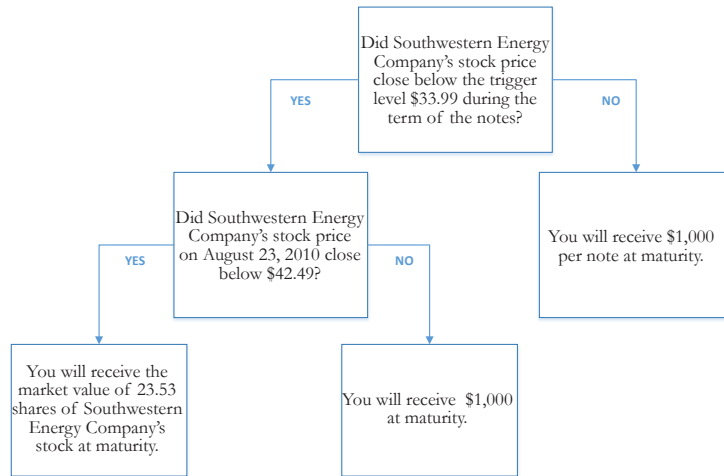 Did Southwestern Energy
Company's stock price
close below the trigger
level $33.99 during the
term of the notes?
YES
NO
Did Southwestern Energy
Company's stock price
on August 23, 2010 close
below $42.49?
You will receive $1,000
per note at maturity.
YES
NO
You will receive the
market value of 23.53
shares of Southwestern
Energy Company's
stock at maturity.
You will receive $1,000
at maturity.